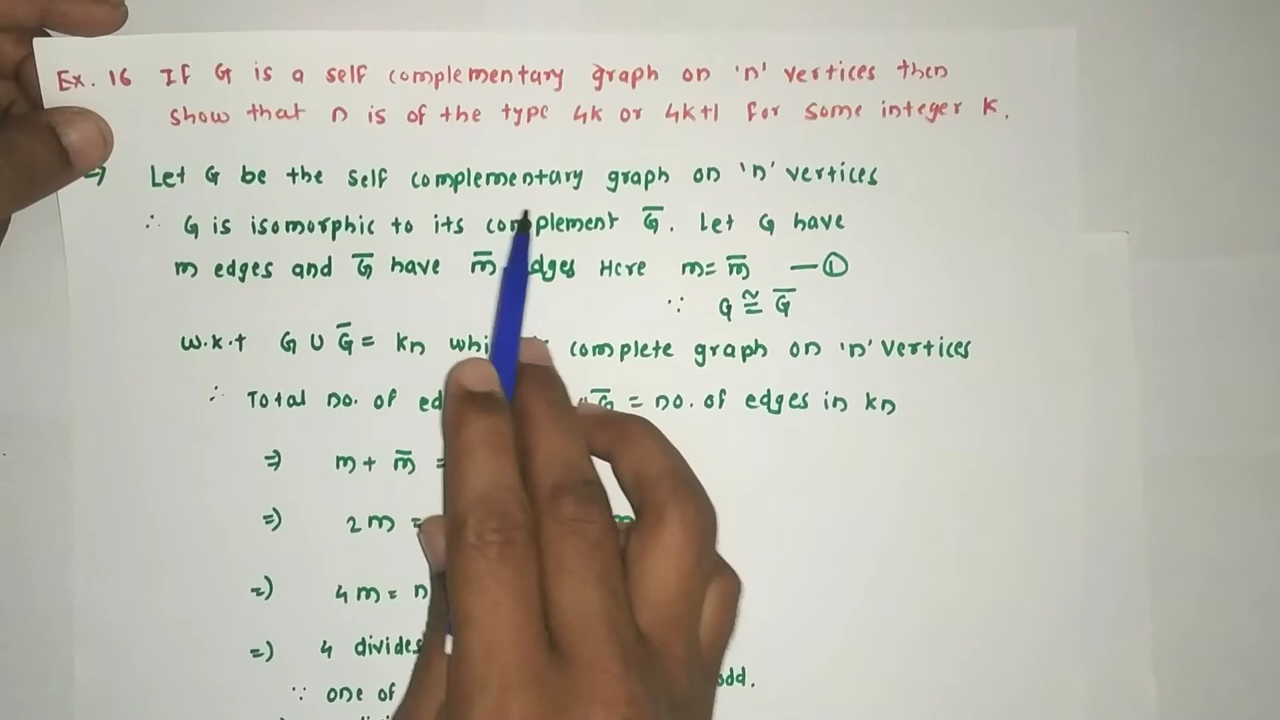 Ex. 16 If G is a self complementary graph on 'n' vertices then
show that n is of the type 4k or 4k+1 for some integer K.
→ Let G be the self complementary graph on 'n' vertices
∴ G is isomorphic to its complement G̅. Let G have
m edges and G̅ have m̅ edges Here m = m̅ — ①
∵ G ≅ G̅
w.k.t G ∪ G̅ = kn complete graph on 'n' vertices
∴ Total no. of G̅ = no. of edges in kn
⇒ m + m̅ =
⇒ 2m =
=) 4m = n
=) 4 divides
∵ one of odd.